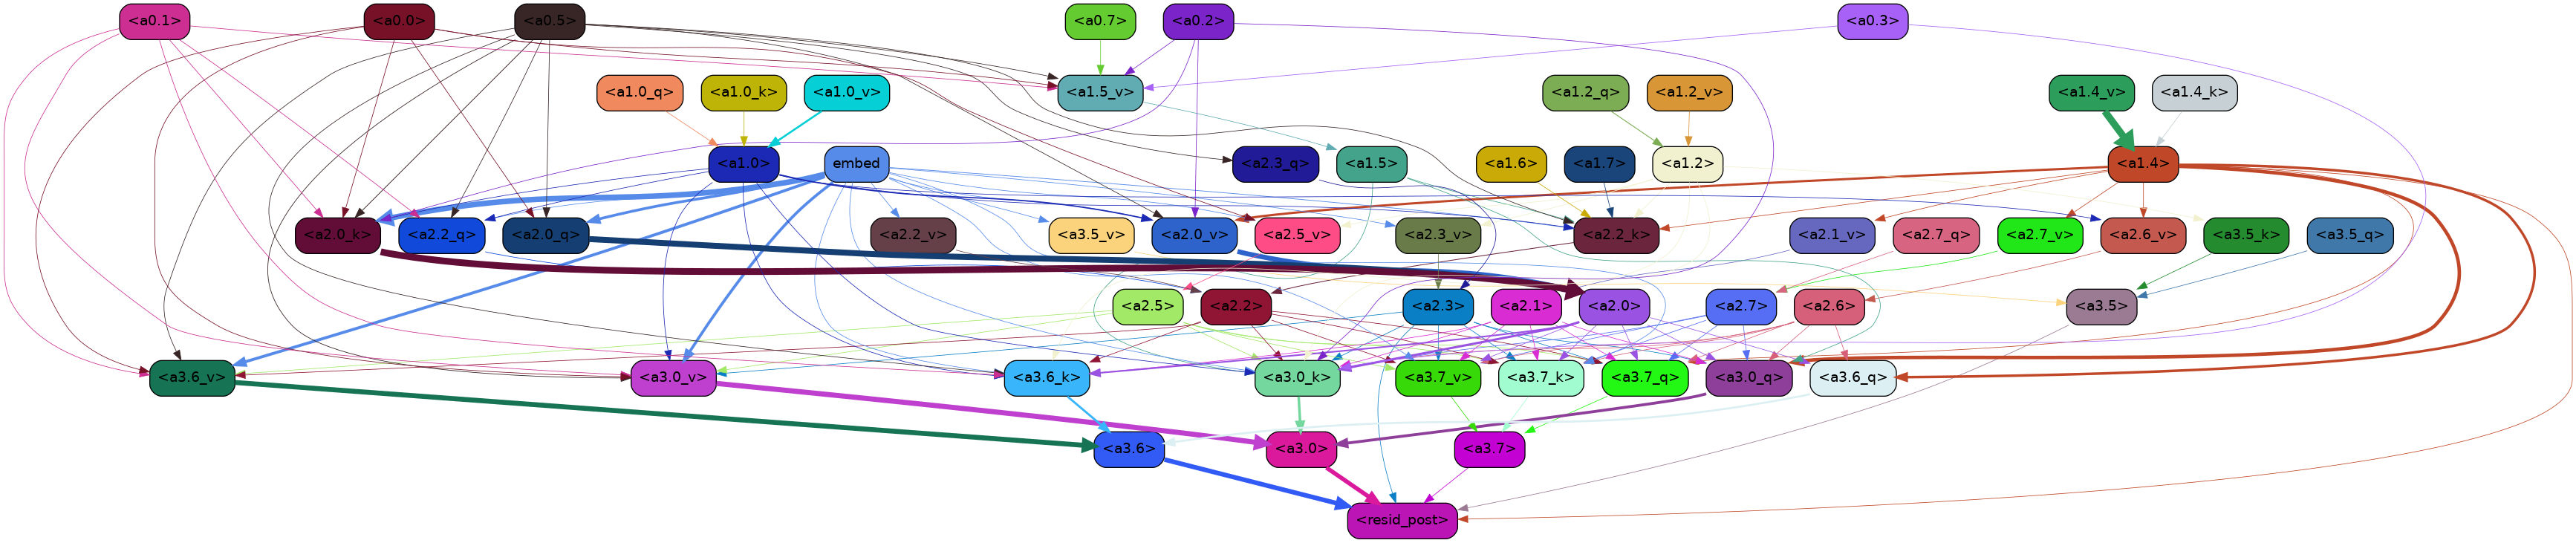 <a0.1> <a0.0> <a0.5> <a0.7> <a0.2> <a0.3>
<a1.0_q> <a1.0_k> <a1.0_v> <a1.5_v> <a1.2_q> <a1.2_v> <a1.4_v> <a1.4_k>
<a1.0> embed <a2.3_q> <a1.5> <a1.6> <a1.7> <a1.2> <a1.4>
<a2.0_k> <a2.2_q> <a2.0_q> <a2.2_v> <a3.5_v> <a2.0_v> <a2.5_v> <a2.3_v> <a2.2_k> <a2.1_v> <a2.7_q> <a2.7_v> <a2.6_v> <a3.5_k> <a3.5_q>
<a2.5> <a2.2> <a2.3> <a2.1> <a2.0> <a2.7> <a2.6> <a3.5>
<a3.6_v> <a3.0_v> <a3.6_k> <a3.0_k> <a3.7_v> <a3.7_k> <a3.7_q> <a3.0_q> <a3.6_q>
<a3.6> <a3.0> <a3.7>
<resid_post>